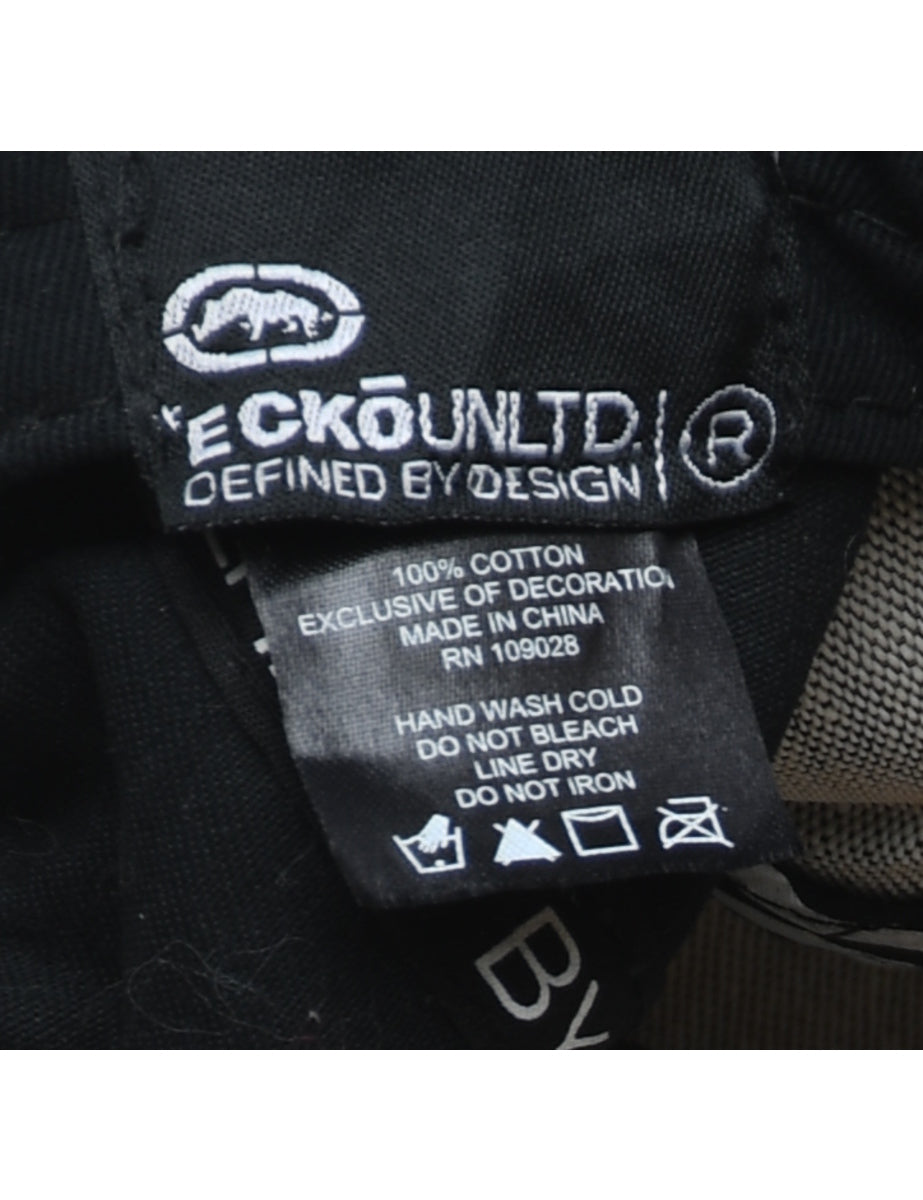 *ECKŌUNLTD. ®
DEFINED BY DESIGN
100% COTTON
EXCLUSIVE OF DECORATION
MADE IN CHINA
RN 109028
HAND WASH COLD
DO NOT BLEACH
LINE DRY
DO NOT IRON
BY